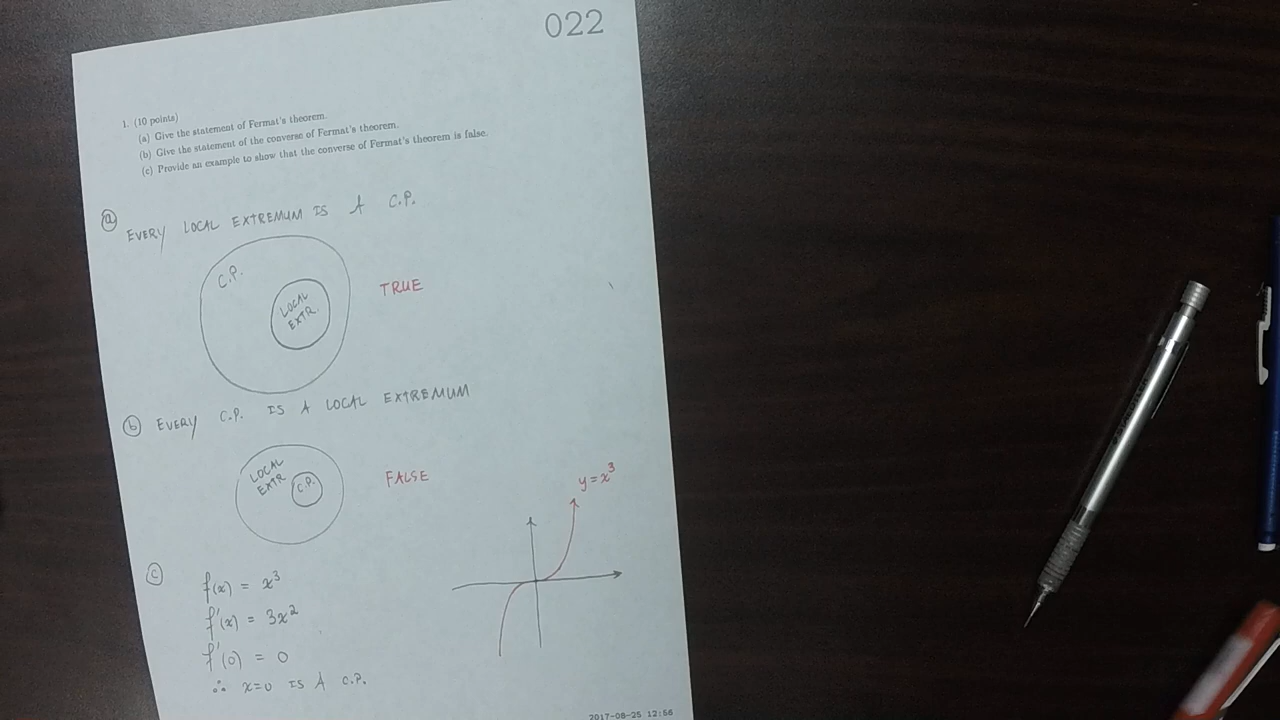 022
1. (10 points)
(a) Give the statement of Fermat's theorem.
(b) Give the statement of the converse of Fermat's theorem.
(c) Provide an example to show that the converse of Fermat's theorem is false.
ⓐ EVERY LOCAL EXTREMUM IS A C.P.
C.P.
LOCAL
EXTR.
TRUE
ⓑ EVERY C.P. IS A LOCAL EXTREMUM
LOCAL
EXTR
C.P.
FALSE
y=x³
ⓒ f(x) = x³
f'(x) = 3x²
f'(0) = 0
∴ x=0 IS A C.P.
2017-08-25 12:56